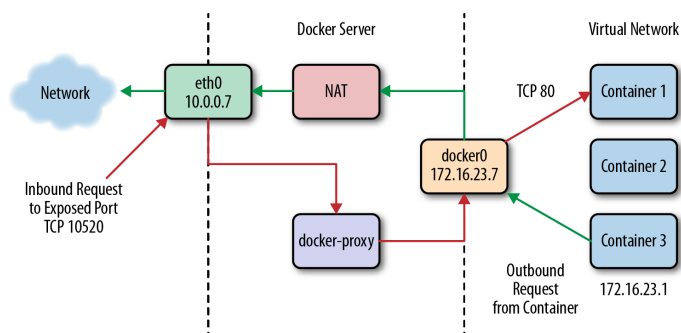 Docker Server
Virtual Network
Network
eth0
10.0.0.7
NAT
TCP 80
Container 1
docker0
172.16.23.7
Container 2
Inbound Request
to Exposed Port
TCP 10520
docker-proxy
Container 3
Outbound
Request
from Container
172.16.23.1